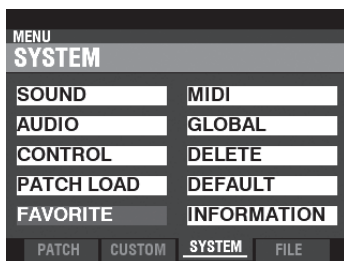 MENU
SYSTEM
SOUND MIDI
AUDIO GLOBAL
CONTROL DELETE
PATCH LOAD DEFAULT
FAVORITE INFORMATION
PATCH CUSTOM SYSTEM FILE